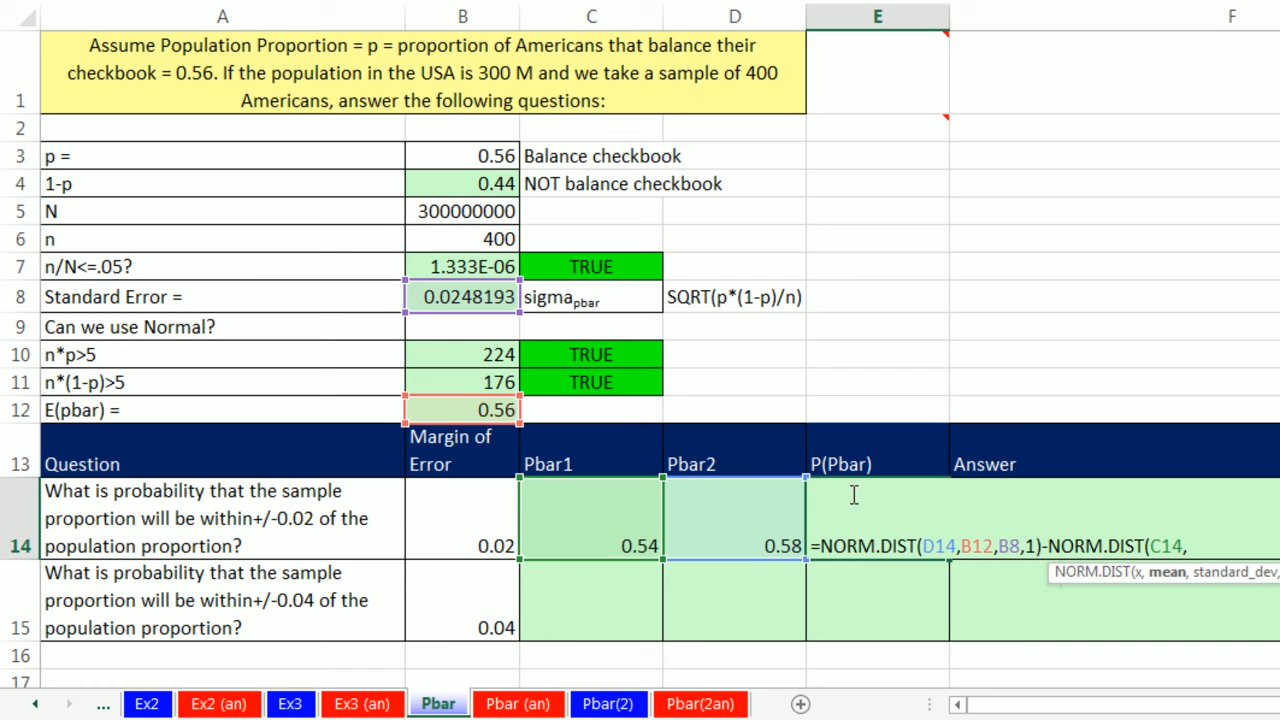 A B C D E F
1 Assume Population Proportion = p = proportion of Americans that balance their
checkbook = 0.56. If the population in the USA is 300 M and we take a sample of 400
Americans, answer the following questions:
2
3 p = 0.56 Balance checkbook
4 1-p 0.44 NOT balance checkbook
5 N 300000000
6 n 400
7 n/N<=.05? 1.333E-06 TRUE
8 Standard Error = 0.0248193 sigmapbar SQRT(p*(1-p)/n)
9 Can we use Normal?
10 n*p>5 224 TRUE
11 n*(1-p)>5 176 TRUE
12 E(pbar) = 0.56
Margin of
13 Question Error Pbar1 Pbar2 P(Pbar) Answer
What is probability that the sample
proportion will be within+/-0.02 of the
14 population proportion? 0.02 0.54 0.58 =NORM.DIST(D14,B12,B8,1)-NORM.DIST(C14,
NORM.DIST(x, mean, standard_dev,
What is probability that the sample
proportion will be within+/-0.04 of the
15 population proportion? 0.04
16
17
... Ex2 Ex2 (an) Ex3 Ex3 (an) Pbar Pbar (an) Pbar(2) Pbar(2an)